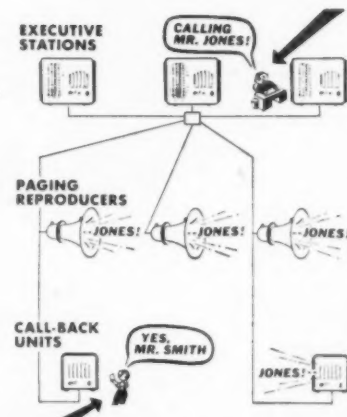 EXECUTIVE
STATIONS
CALLING
MR. JONES!
PAGING
REPRODUCERS
JONES!
JONES!
JONES!
CALL-BACK
UNITS
YES,
MR. SMITH
JONES!